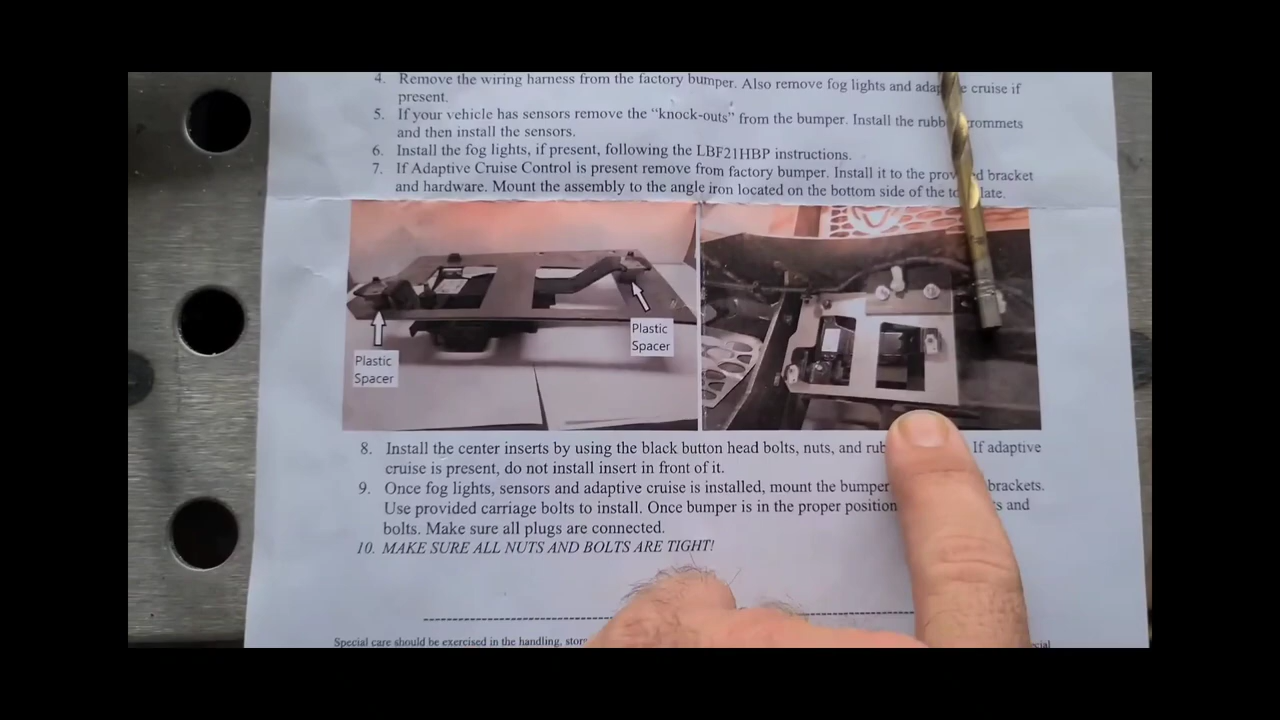 4. Remove the wiring harness from the factory bumper. Also remove fog lights and cruise if
present.
5. If your vehicle has sensors remove the “knock-outs” from the bumper. Install the
and then install the sensors.
6. Install the fog lights, if present, following the LBF21HBP instructions.
7. If Adaptive Cruise Control is present remove from factory bumper. Install it to the bracket
and hardware. Mount the assembly to the angle iron located on the bottom side of the
Plastic
Spacer
Plastic
Spacer
8. Install the center inserts by using the black button head bolts, nuts, and If adaptive
cruise is present, do not install insert in front of it.
9. Once fog lights, sensors and adaptive cruise is installed, mount the bumper brackets.
Use provided carriage bolts to install. Once bumper is in the proper position and
bolts. Make sure all plugs are connected.
10. MAKE SURE ALL NUTS AND BOLTS ARE TIGHT!
Special care should be exercised in the handling,